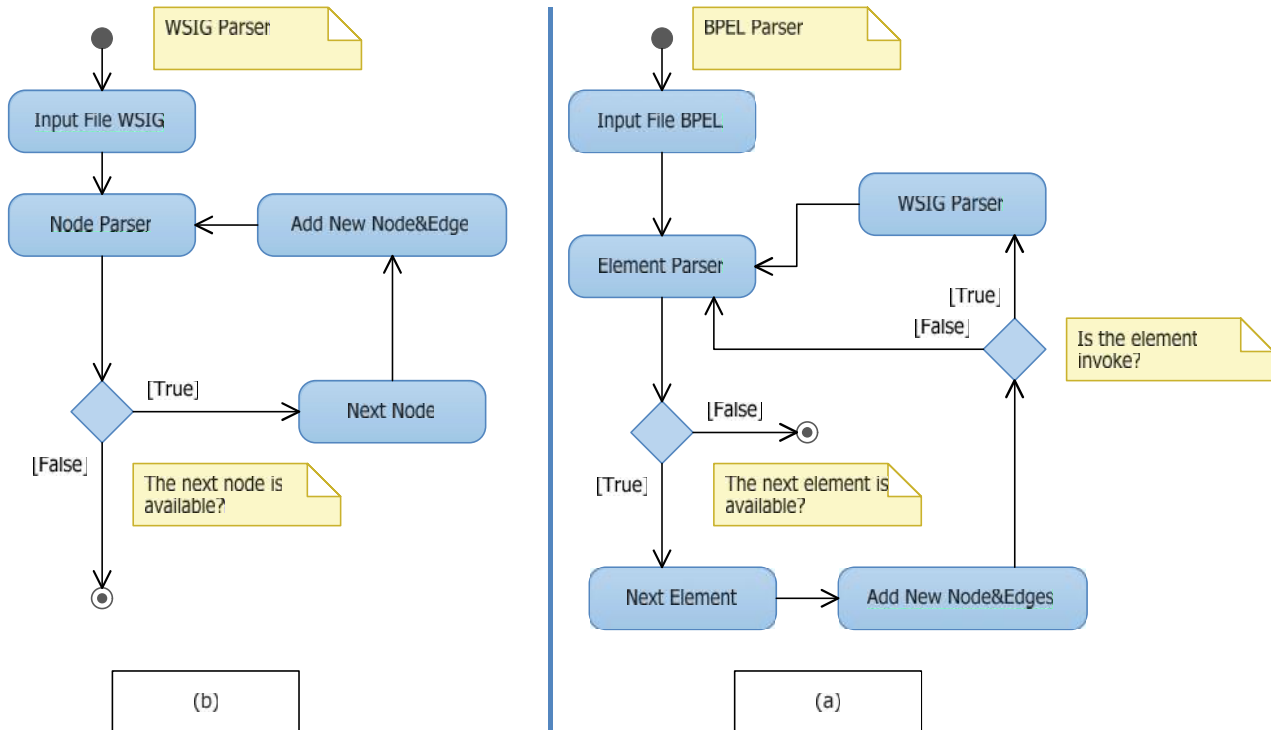 WSIG Parser
Input File WSIG
Node Parser
Add New Node&Edge
[True]
Next Node
[False]
The next node is
available?
(b)
BPEL Parser
Input File BPEL
WSIG Parser
Element Parser
[True]
[False]
Is the element
invoke?
[False]
[True]
The next element is
available?
Next Element
Add New Node&Edges
(a)